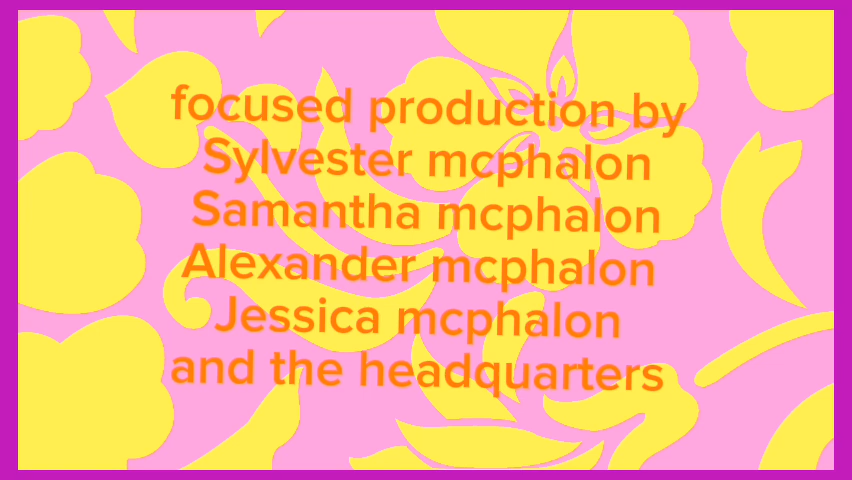 focused production by
Sylvester mcphalon
Samantha mcphalon
Alexander mcphalon
Jessica mcphalon
and the headquarters